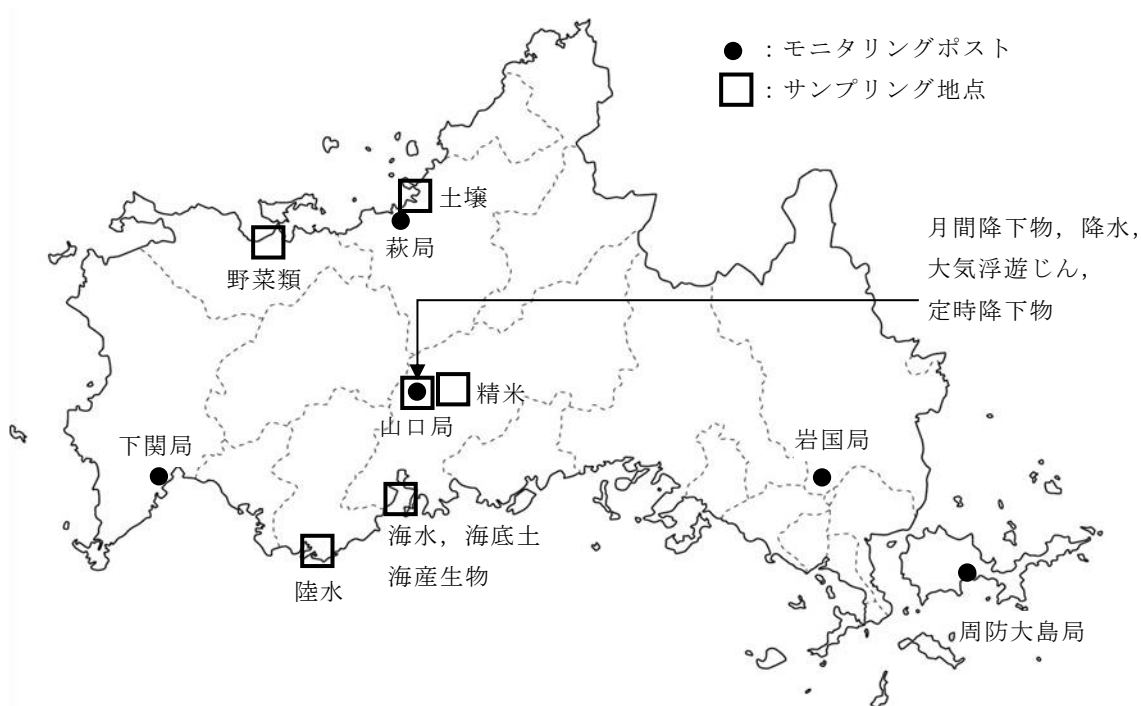 ●：モニタリングポスト
□：サンプリング地点
土壌
萩局
野菜類
月間降下物，降水，
大気浮遊じん，
定時降下物
精米
山口局
下関局
岩国局
海水，海底土
海産生物
陸水
周防大島局